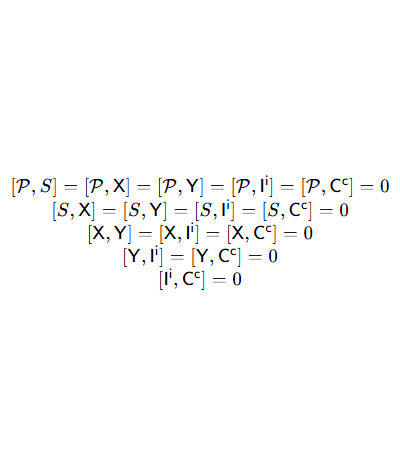 [𝒫, S] = [𝒫, X] = [𝒫, Y] = [𝒫, Iⁱ] = [𝒫, Cᶜ] = 0
[S, X] = [S, Y] = [S, Iⁱ] = [S, Cᶜ] = 0
[X, Y] = [X, Iⁱ] = [X, Cᶜ] = 0
[Y, Iⁱ] = [Y, Cᶜ] = 0
[Iⁱ, Cᶜ] = 0